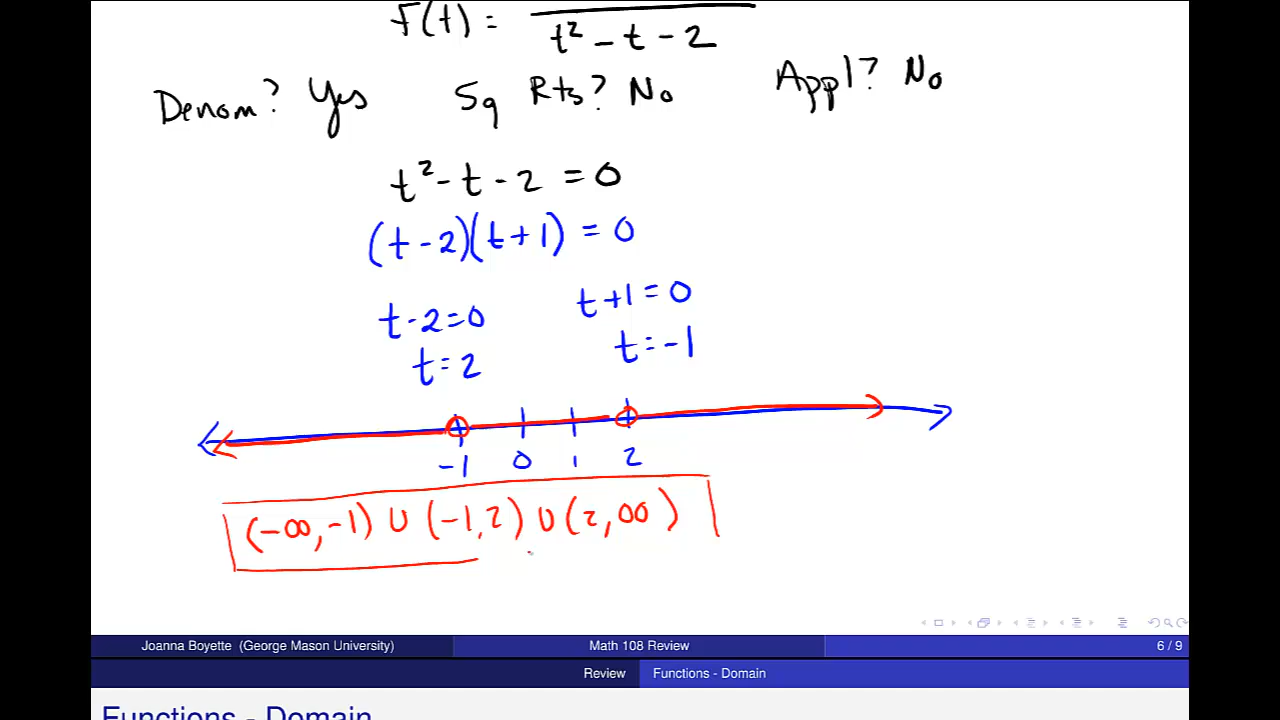 f(t) =
t² - t - 2
Denom? Yes Sq Rts? No Appl? No
t² - t - 2 = 0
(t - 2)(t + 1) = 0
t - 2 = 0 t + 1 = 0
t = 2 t = -1
-1 0 1 2
(-∞, -1) ∪ (-1, 2) ∪ (2, ∞)
Joanna Boyette (George Mason University) Math 108 Review 6 / 9
Review Functions - Domain
Functions - Domain